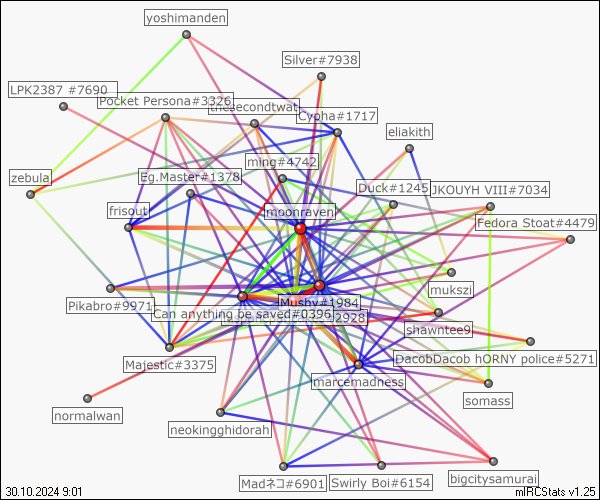 yoshimanden
Silver#7938
LPK2387 #7690
Pocket Persona#3326
thesecondtwat
Cypha#1717
eliakith
ming#4742
zebula
Eg.Master#1378
Duck#1245
JKOUYH VIII#7034
frisout
moonraven
Fedora Stoat#4479
mukszi
Pikabro#9971
Mushy#1984
Can anything be saved#0396
2928
shawntee9
Majestic#3375
DacobDacob hORNY police#5271
marcemadness
somass
normalwan
neokingghidorah
Madネコ#6901
Swirly Boi#6154
bigcitysamurai
30.10.2024 9:01
mIRCStats v1.25